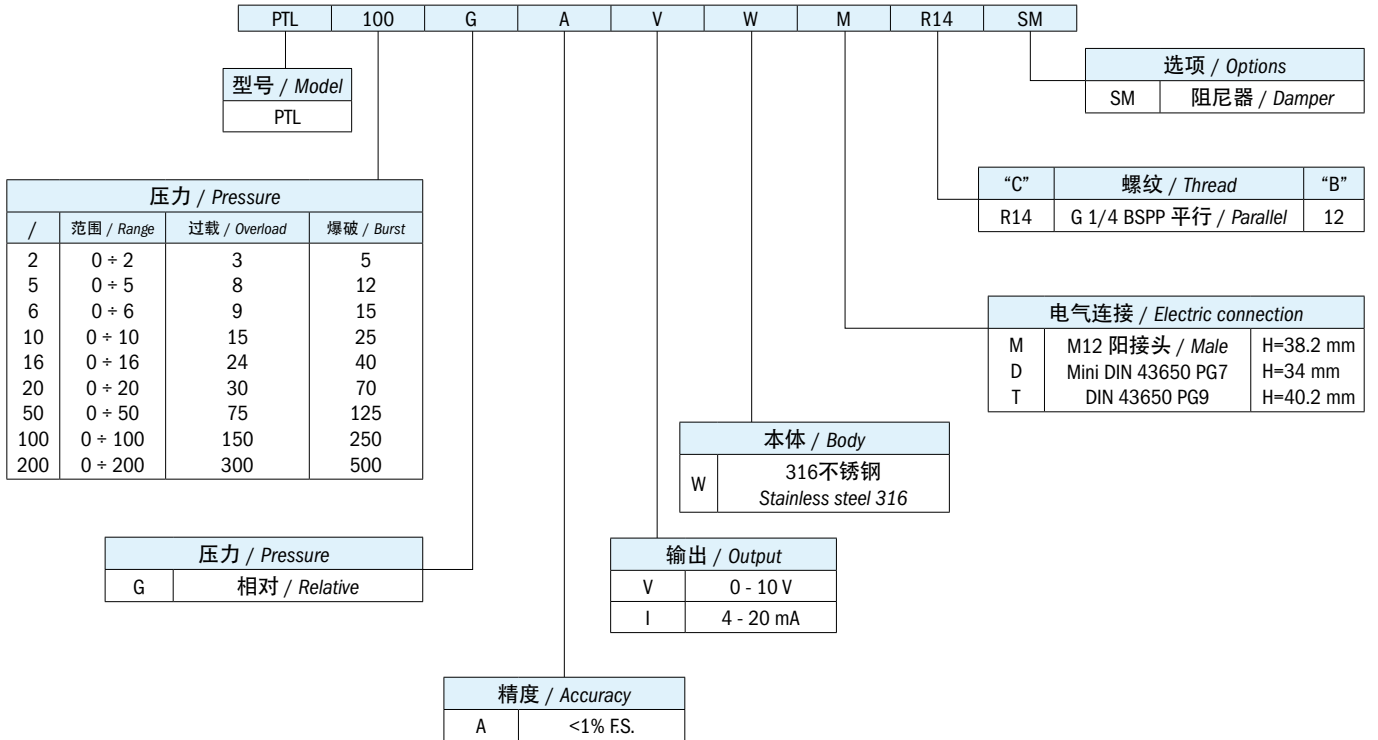 PTL 100 G A V W M R14 SM
型号 / Model
PTL
选项 / Options
SM 阻尼器 / Damper
压力 / Pressure
/ 范围 / Range 过载 / Overload 爆破 / Burst
2 0 ÷ 2 3 5
5 0 ÷ 5 8 12
6 0 ÷ 6 9 15
10 0 ÷ 10 15 25
16 0 ÷ 16 24 40
20 0 ÷ 20 30 70
50 0 ÷ 50 75 125
100 0 ÷ 100 150 250
200 0 ÷ 200 300 500
“C” 螺纹 / Thread “B”
R14 G 1/4 BSPP 平行 / Parallel 12
电气连接 / Electric connection
M M12 阳接头 / Male H=38.2 mm
D Mini DIN 43650 PG7 H=34 mm
T DIN 43650 PG9 H=40.2 mm
本体 / Body
W 316不锈钢
Stainless steel 316
压力 / Pressure
G 相对 / Relative
输出 / Output
V 0 - 10 V
I 4 - 20 mA
精度 / Accuracy
A <1% F.S.